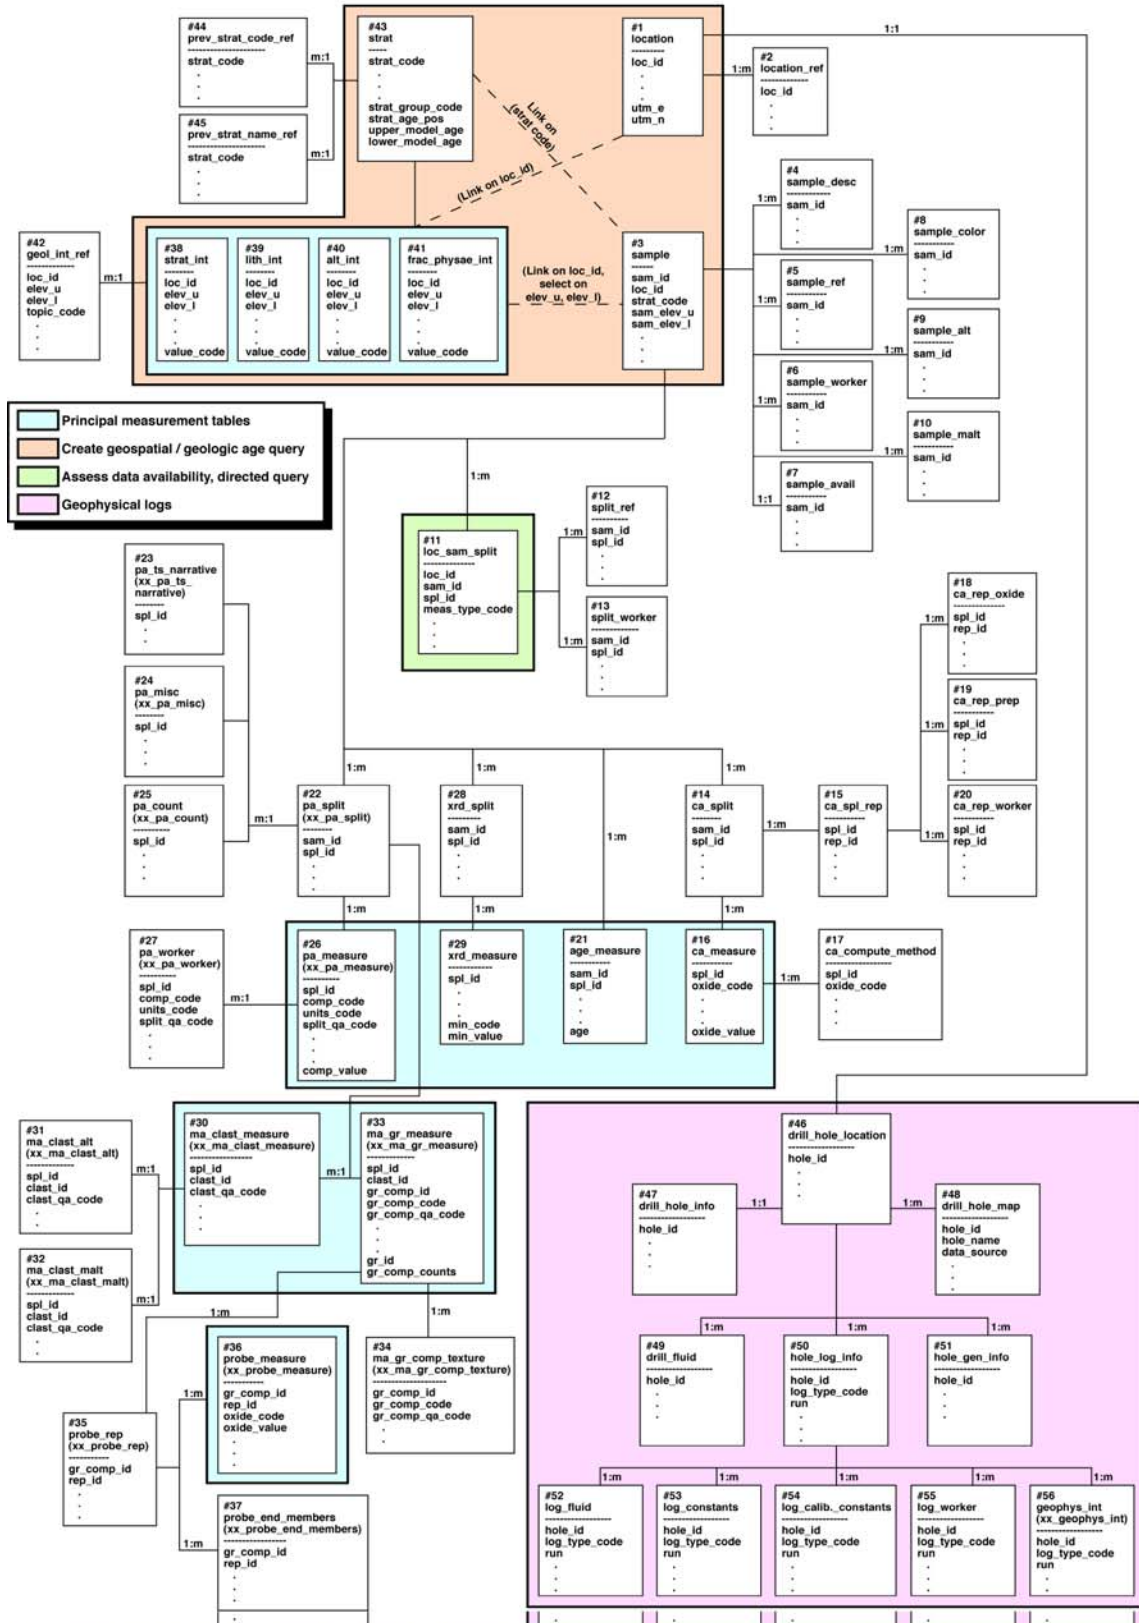 #44
prev_strat_code_ref
---------------------
strat_code
.
.
.
#45
prev_strat_name_ref
---------------------
strat_code
.
.
.
m:1
m:1
#43
strat
-----
strat_code
.
.
.
strat_group_code
strat_age_pos
upper_model_age
lower_model_age
Link on
(strat code)
(Link on loc_id)
#1
location
---------
loc_id
.
.
.
utm_e
utm_n
1:1
1:m
#2
location_ref
-------------
loc_id
.
.
.
#42
geol_int_ref
-------------
loc_id
elev_u
elev_l
topic_code
.
.
.
m:1
#38
strat_int
--------
loc_id
elev_u
elev_l
.
.
.
value_code
#39
lith_int
--------
loc_id
elev_u
elev_l
.
.
.
value_code
#40
alt_int
--------
loc_id
elev_u
elev_l
.
.
.
value_code
#41
frac_physae_int
--------
loc_id
elev_u
elev_l
.
.
.
value_code
(Link on loc_id,
select on
elev_u, elev_l)
#3
sample
------
sam_id
loc_id
strat_code
sam_elev_u
sam_elev_l
.
.
.
1:m
#4
sample_desc
------------
sam_id
.
.
.
1:m
#8
sample_color
-----------
sam_id
.
.
.
1:m
#5
sample_ref
-----------
sam_id
.
.
.
1:m
#9
sample_alt
-----------
sam_id
.
.
.
1:m
#6
sample_worker
-----------
sam_id
.
.
.
1:m
#10
sample_malt
-----------
sam_id
.
.
.
1:1
#7
sample_avail
-----------
sam_id
.
.
.
Principal measurement tables
Create geospatial / geologic age query
Assess data availability, directed query
Geophysical logs
1:m
#11
loc_sam_split
--------------
loc_id
sam_id
spl_id
meas_type_code
.
.
.
1:m
#12
split_ref
----------
sam_id
spl_id
.
.
.
1:m
#13
split_worker
-------------
sam_id
spl_id
.
.
.
#23
pa_ts_narrative
(xx_pa_ts_
narrative)
--------
spl_id
.
.
#24
pa_misc
(xx_pa_misc)
--------
spl_id
.
.
.
#25
pa_count
(xx_pa_count)
----------
spl_id
.
.
.
m:1
1:m
#22
pa_split
(xx_pa_split)
--------
sam_id
spl_id
.
.
.
1:m
#28
xrd_split
---------
sam_id
spl_id
.
.
.
1:m
1:m
#14
ca_split
--------
sam_id
spl_id
.
.
.
1:m
#15
ca_spl_rep
-----------
spl_id
rep_id
.
.
.
1:m
#18
ca_rep_oxide
--------------
spl_id
rep_id
.
.
.
1:m
#19
ca_rep_prep
-----------
spl_id
rep_id
.
.
.
1:m
#20
ca_rep_worker
-----------
spl_id
rep_id
.
.
.
1:m
1:m
1:m
#27
pa_worker
(xx_pa_worker)
----------
spl_id
comp_code
units_code
split_qa_code
.
.
.
m:1
#26
pa_measure
(xx_pa_measure)
----------
spl_id
comp_code
units_code
split_qa_code
.
.
.
comp_value
#29
xrd_measure
------------
spl_id
.
.
.
min_code
min_value
#21
age_measure
-----------
sam_id
spl_id
.
.
.
age
#16
ca_measure
-----------
spl_id
oxide_code
.
.
.
oxide_value
1:m
#17
ca_compute_method
------------------
spl_id
oxide_code
.
.
.
#31
ma_clast_alt
(xx_ma_clast_alt)
-------------
spl_id
clast_id
clast_qa_code
.
.
m:1
#32
ma_clast_malt
(xx_ma_clast_malt)
-------------
spl_id
clast_id
clast_qa_code
.
.
m:1
#30
ma_clast_measure
(xx_ma_clast_measure)
-----------------
spl_id
clast_id
clast_qa_code
.
.
.
m:1
#33
ma_gr_measure
(xx_ma_gr_measure)
-------------
spl_id
clast_id
gr_comp_id
gr_comp_code
gr_comp_qa_code
.
.
.
gr_id
gr_comp_counts
1:m
1:m
#34
ma_gr_comp_texture
(xx_ma_gr_comp_texture)
--------------------
gr_comp_id
gr_comp_code
gr_comp_qa_code
.
.
#35
probe_rep
(xx_probe_rep)
-----------
gr_comp_id
rep_id
.
.
.
1:m
#36
probe_measure
(xx_probe_measure)
-----------
gr_comp_id
rep_id
oxide_code
oxide_value
.
.
.
1:m
#37
probe_end_members
(xx_probe_end_members)
-----------------
gr_comp_id
rep_id
.
.
.
#46
drill_hole_location
------------------
hole_id
.
.
.
#47
drill_hole_info
------------------
hole_id
.
.
.
1:1
1:m
#48
drill_hole_map
------------------
hole_id
hole_name
data_source
.
.
.
1:m
1:m
1:m
#49
drill_fluid
------------------
hole_id
.
.
.
#50
hole_log_info
------------------
hole_id
log_type_code
run
.
.
.
#51
hole_gen_info
------------------
hole_id
.
.
.
1:m
1:m
1:m
1:m
1:m
#52
log_fluid
------------------
hole_id
log_type_code
run
.
.
.
#53
log_constants
------------------
hole_id
log_type_code
run
.
.
.
#54
log_calib._constants
------------------
hole_id
log_type_code
run
.
.
.
#55
log_worker
------------------
hole_id
log_type_code
run
.
.
.
#56
geophys_int
(xx_geophys_int)
------------------
hole_id
log_type_code
run
.
.